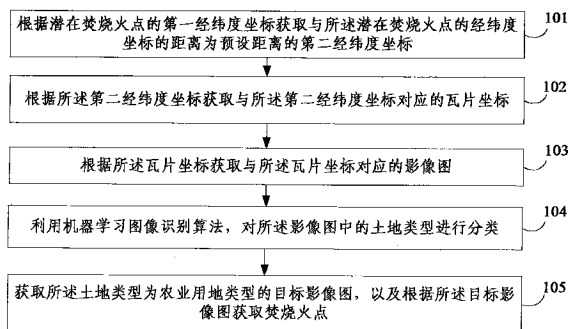 根据潜在焚烧火点的第一经纬度坐标获取与所述潜在焚烧火点的经纬度
坐标的距离为预设距离的第二经纬度坐标
101
根据所述第二经纬度坐标获取与所述第二经纬度坐标对应的瓦片坐标
102
根据所述瓦片坐标获取与所述瓦片坐标对应的影像图
103
利用机器学习图像识别算法，对所述影像图中的土地类型进行分类
104
获取所述土地类型为农业用地类型的目标影像图，以及根据所述目标影
像图获取焚烧火点
105